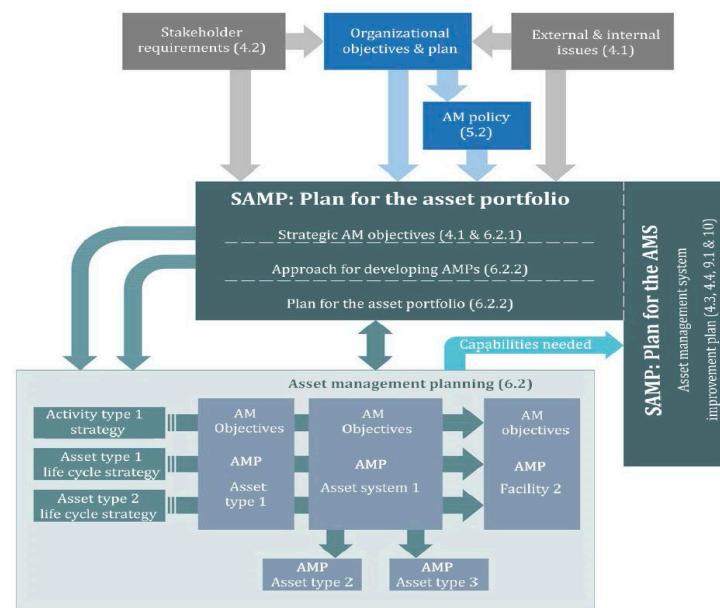 Stakeholder
requirements (4.2)
Organizational
objectives & plan
External & internal
issues (4.1)
AM policy
(5.2)
SAMP: Plan for the asset portfolio
Strategic AM objectives (4.1 & 6.2.1)
Approach for developing AMPs (6.2.2)
Plan for the asset portfolio (6.2.2)
SAMP: Plan for the AMS
Asset management system
improvement plan (4.3, 4.4, 9.1 & 10)
Capabilities needed
Asset management planning (6.2)
Activity type 1
strategy
Asset type 1
life cycle strategy
Asset type 2
life cycle strategy
AM
Objectives
AMP
Asset
type 1
AM
Objectives
AMP
Asset system 1
AM
objectives
AMP
Facility 2
AMP
Asset type 2
AMP
Asset type 3